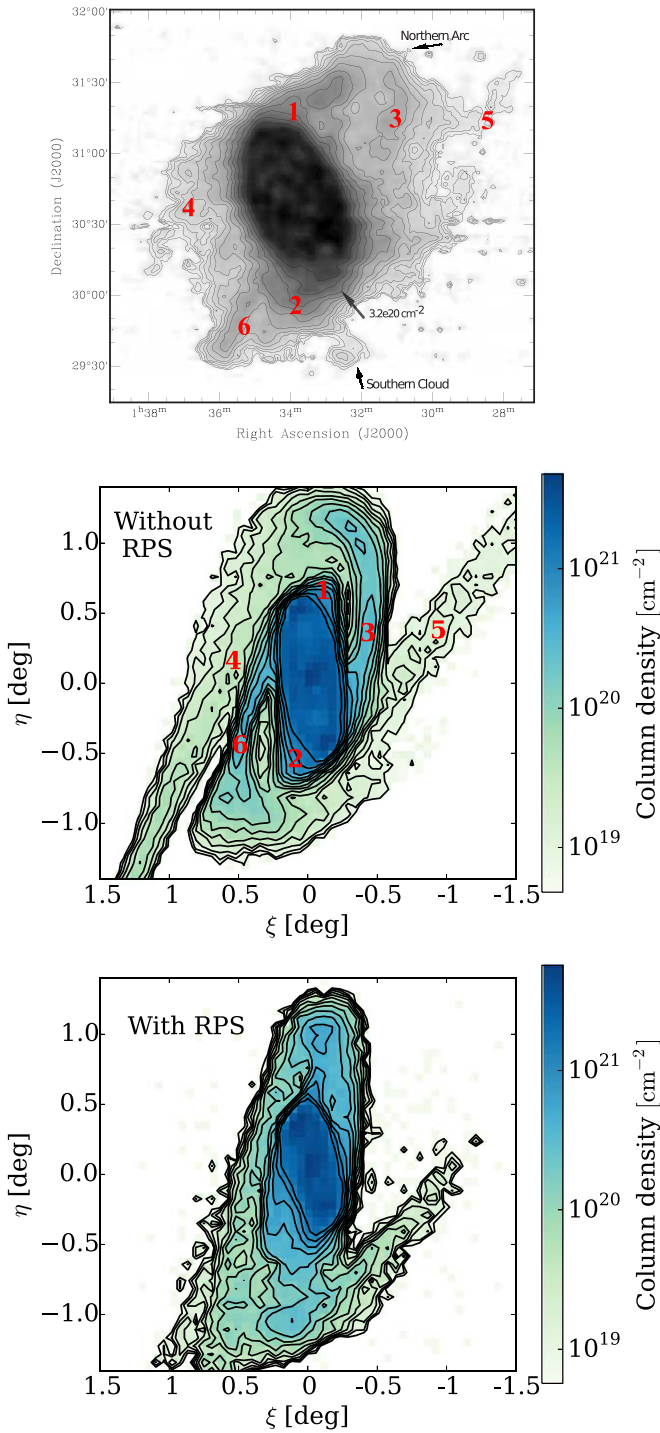 32°00'
31°30'
31°00'
30°30'
30°00'
29°30'
Declination (J2000)
Northern Arc
1
3
5
4
2
6
3.2e20 cm⁻²
Southern Cloud
1ʰ38ᵐ 36ᵐ 34ᵐ 32ᵐ 30ᵐ 28ᵐ
Right Ascension (J2000)
Without
RPS
1.0
0.5
0.0
−0.5
−1.0
η [deg]
1
3
5
4
6
2
1.5 1 0.5 0 -0.5 -1 -1.5
ξ [deg]
10²¹
10²⁰
10¹⁹
Column density [cm⁻²]
With RPS
1.0
0.5
0.0
−0.5
−1.0
η [deg]
1.5 1 0.5 0 -0.5 -1 -1.5
ξ [deg]
10²¹
10²⁰
10¹⁹
Column density [cm⁻²]